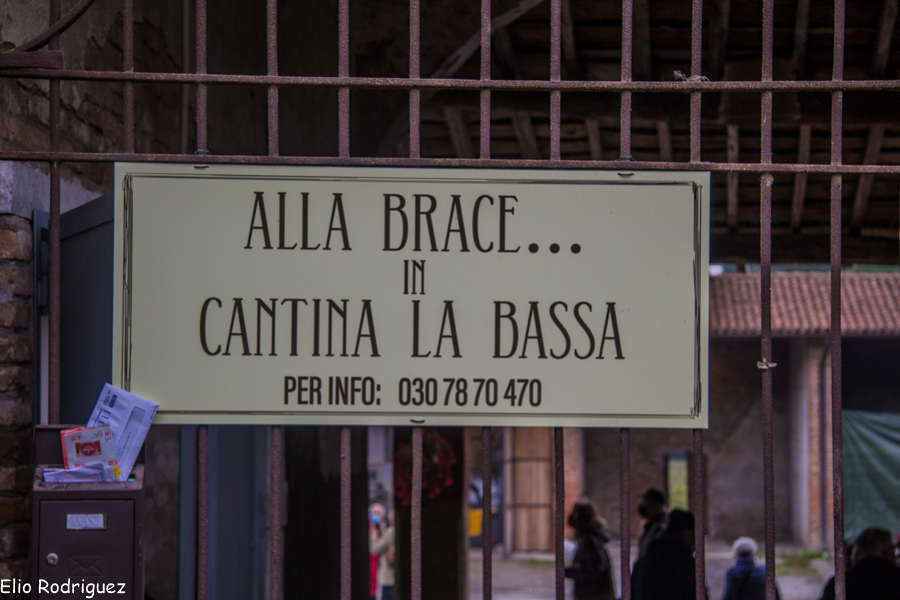 ALLA BRACE...
IN
CANTINA LA BASSA
PER INFO: 030 78 70 470
Elio Rodriguez